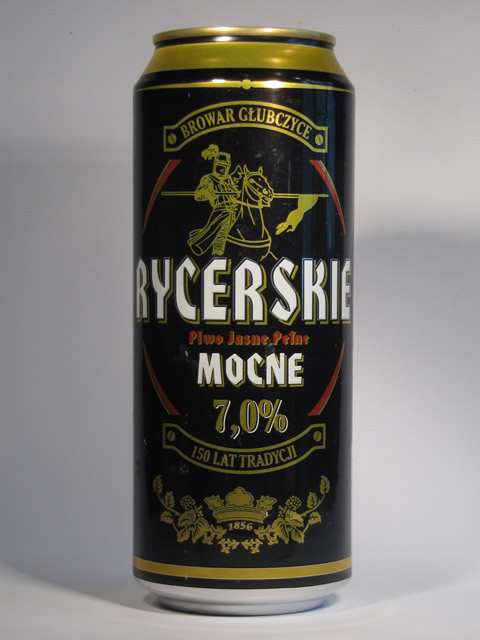 BROWAR GŁUBCZYCE
RYCERSKIE
Piwo Jasne Pełne
MOCNE
7,0%
150 LAT TRADYCJI
1856